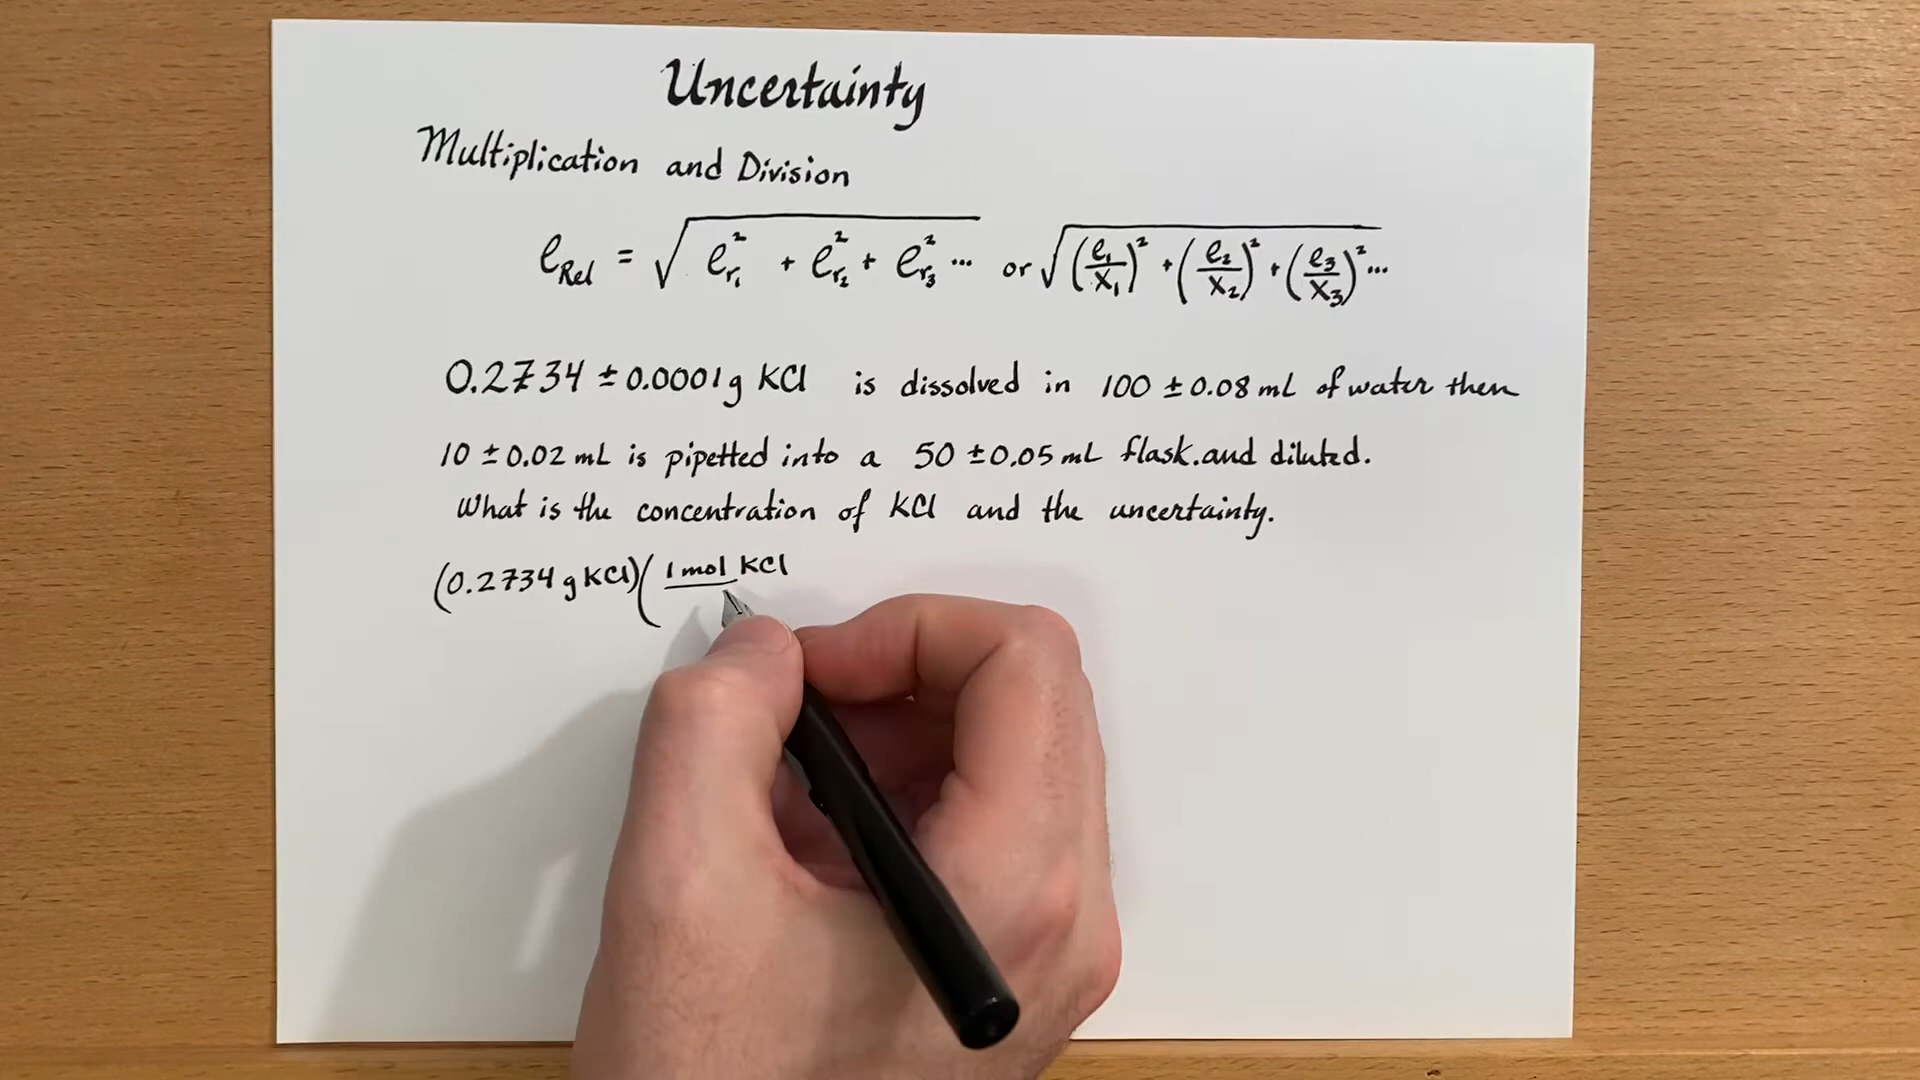 Uncertainty
Multiplication and Division
e_Rel = √(e_r₁² + e_r₂² + e_r₃² ...) or √((e₁/x₁)² + (e₂/x₂)² + (e₃/x₃)² ...)
0.2734 ± 0.0001g KCl is dissolved in 100 ± 0.08 mL of water then
10 ± 0.02 mL is pipetted into a 50 ± 0.05 mL flask.and diluted.
What is the concentration of KCl and the uncertainty.
(0.2734 g KCl)(1 mol KCl